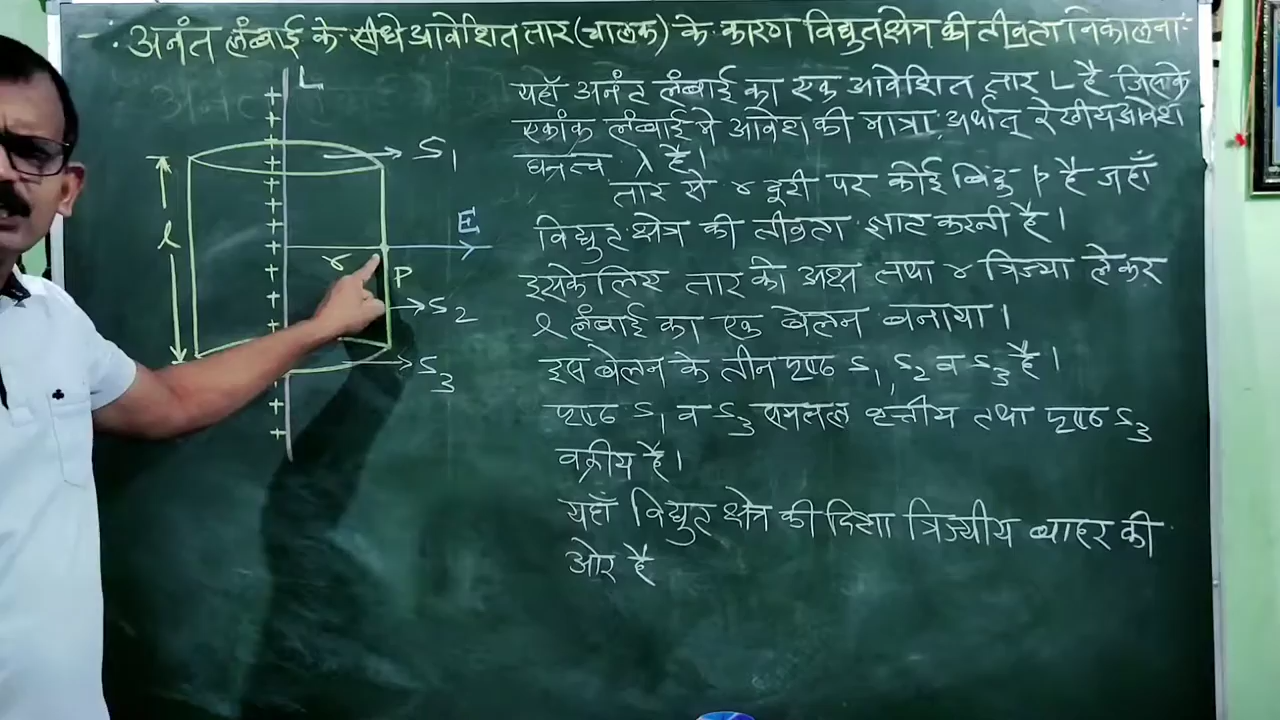 अनंत लंम्बाई के सीधे आवेशित तार (चालक) के कारण विद्युत क्षेत्र की तीव्रता निकालना -
L
यहाँ अनंत लंम्बाई का एक आवेशित तार L है जिसके
एकांक लंम्बाई मे आवेश की मात्रा अर्थात् रेखीय आवेश
घनत्व λ है।
तार से r दूरी पर कोई बिंदु P है जहाँ
विद्युत क्षेत्र की तीव्रता ज्ञात करनी है।
इसके लिए तार को अक्ष तथा r त्रिज्या लेकर
l लंम्बाई का एक बेलन बनाया।
इस बेलन के तीन पृष्ठ S1, S2 व S3 है।
पृष्ठ S1 व S3 समतल वृत्तीय तथा पृष्ठ S3
वक्रीय है।
यहाँ विद्युत क्षेत्र की दिशा त्रिज्यीय बाहर की
ओर है
S1
E
l
r
P
S2
S3